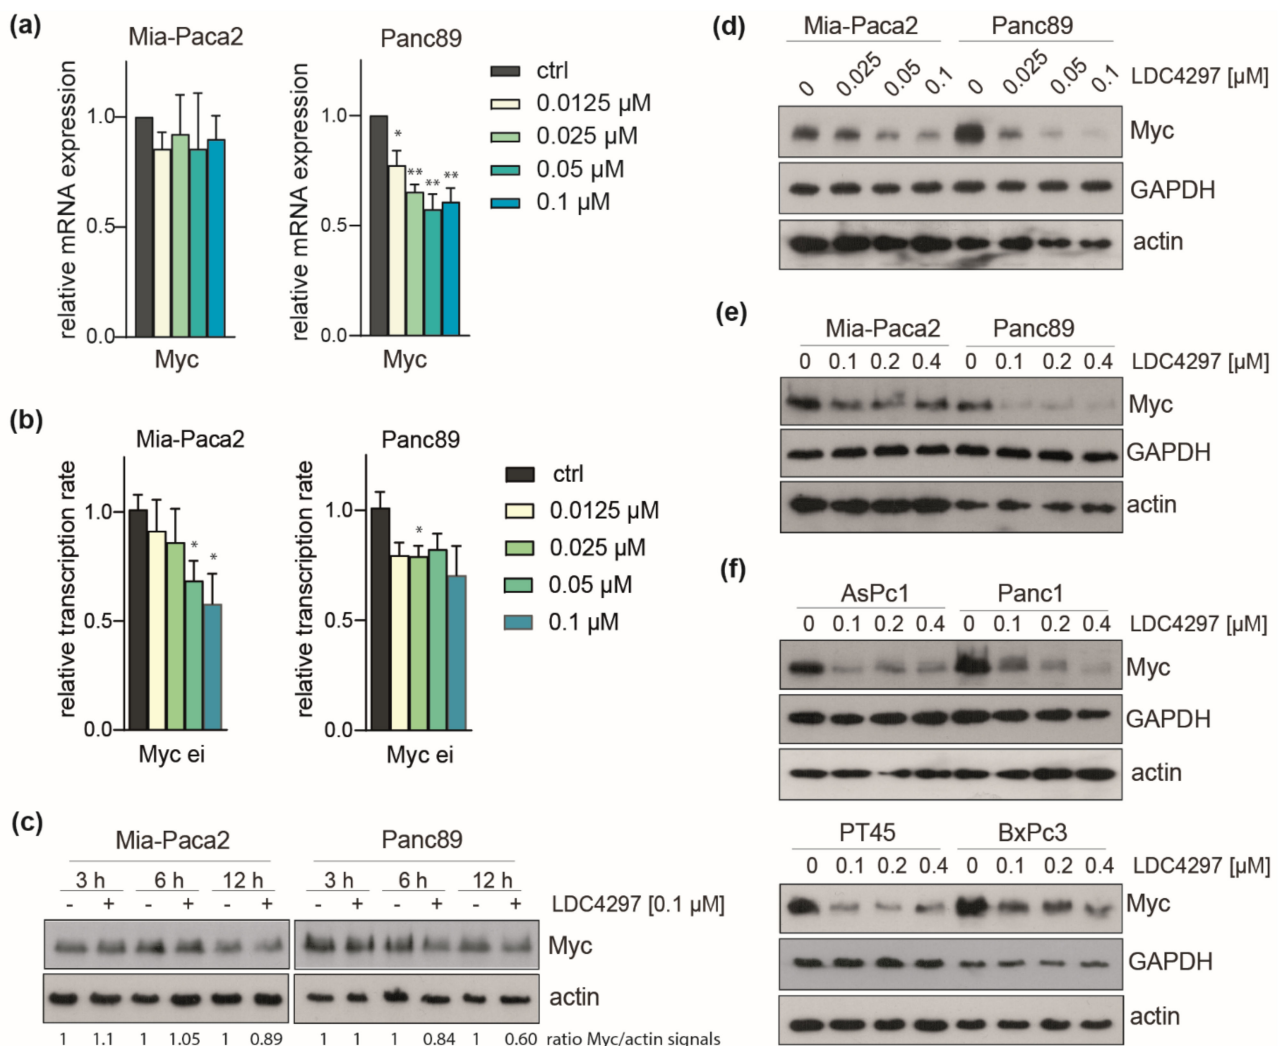 (a)
Mia-Paca2
Panc89
relative mRNA expression
1.0
0.5
0.0
Myc
relative mRNA expression
1.0
0.5
0.0
* ** ** **
Myc
ctrl
0.0125 µM
0.025 µM
0.05 µM
0.1 µM
(b)
Mia-Paca2
Panc89
relative transcription rate
1.0
0.5
0.0
* *
Myc ei
relative transcription rate
1.0
0.5
0.0
*
Myc ei
ctrl
0.0125 µM
0.025 µM
0.05 µM
0.1 µM
(c)
Mia-Paca2 Panc89
3 h 6 h 12 h 3 h 6 h 12 h
- + - + - + - + - + - + LDC4297 [0.1 µM]
Myc
actin
1 1.1 1 1.05 1 0.89 1 1 1 0.84 1 0.60 ratio Myc/actin signals
(d)
Mia-Paca2 Panc89
0 0.025 0.05 0.1 0 0.025 0.05 0.1 LDC4297 [µM]
Myc
GAPDH
actin
(e)
Mia-Paca2 Panc89
0 0.1 0.2 0.4 0 0.1 0.2 0.4 LDC4297 [µM]
Myc
GAPDH
actin
(f)
AsPc1 Panc1
0 0.1 0.2 0.4 0 0.1 0.2 0.4 LDC4297 [µM]
Myc
GAPDH
actin
PT45 BxPc3
0 0.1 0.2 0.4 0 0.1 0.2 0.4 LDC4297 [µM]
Myc
GAPDH
actin